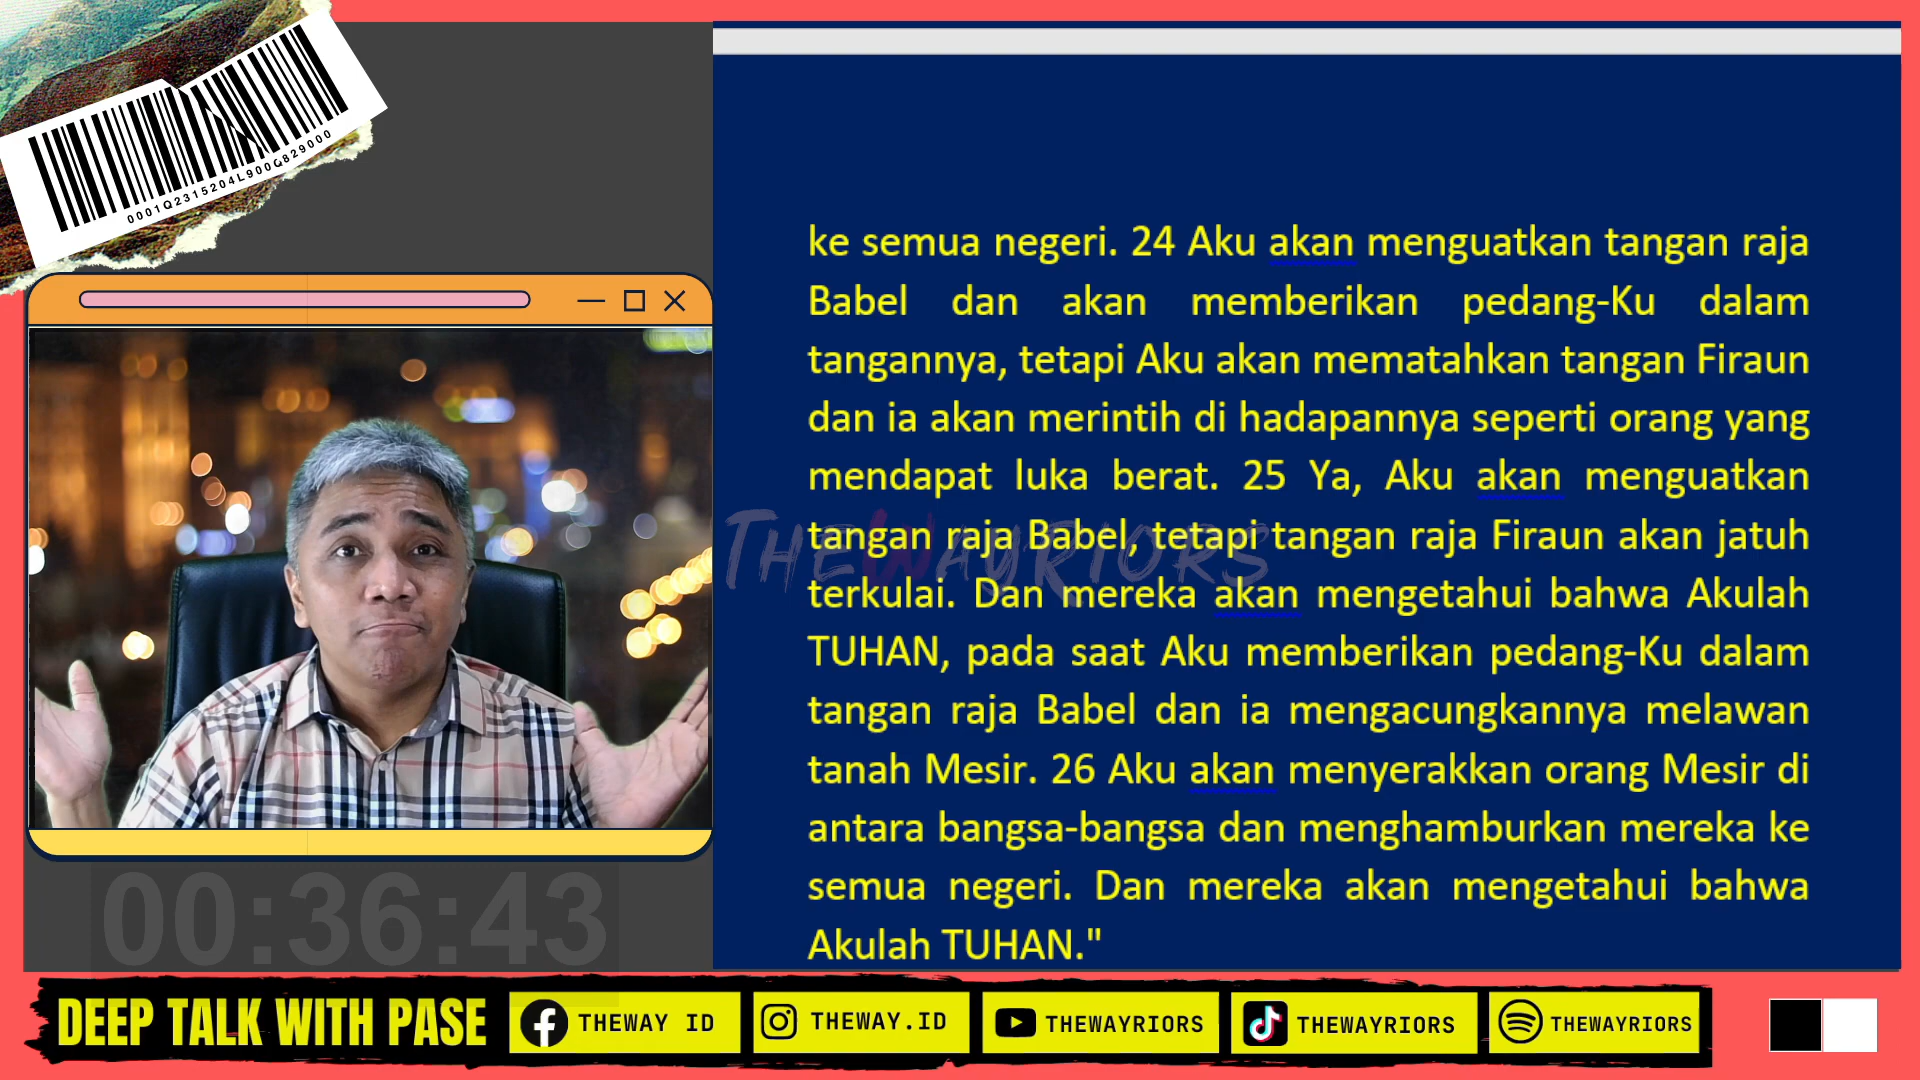 0001Q2315204L900Q829000
ke semua negeri. 24 Aku akan menguatkan tangan raja
Babel dan akan memberikan pedang-Ku dalam
tangannya, tetapi Aku akan mematahkan tangan Firaun
dan ia akan merintih di hadapannya seperti orang yang
mendapat luka berat. 25 Ya, Aku akan menguatkan
tangan raja Babel, tetapi tangan raja Firaun akan jatuh
terkulai. Dan mereka akan mengetahui bahwa Akulah
TUHAN, pada saat Aku memberikan pedang-Ku dalam
tangan raja Babel dan ia mengacungkannya melawan
tanah Mesir. 26 Aku akan menyerakkan orang Mesir di
antara bangsa-bangsa dan menghamburkan mereka ke
semua negeri. Dan mereka akan mengetahui bahwa
Akulah TUHAN."
THEWAYRIORS
00:36:43
DEEP TALK WITH PASE
THEWAY ID
THEWAY.ID
THEWAYRIORS
THEWAYRIORS
THEWAYRIORS